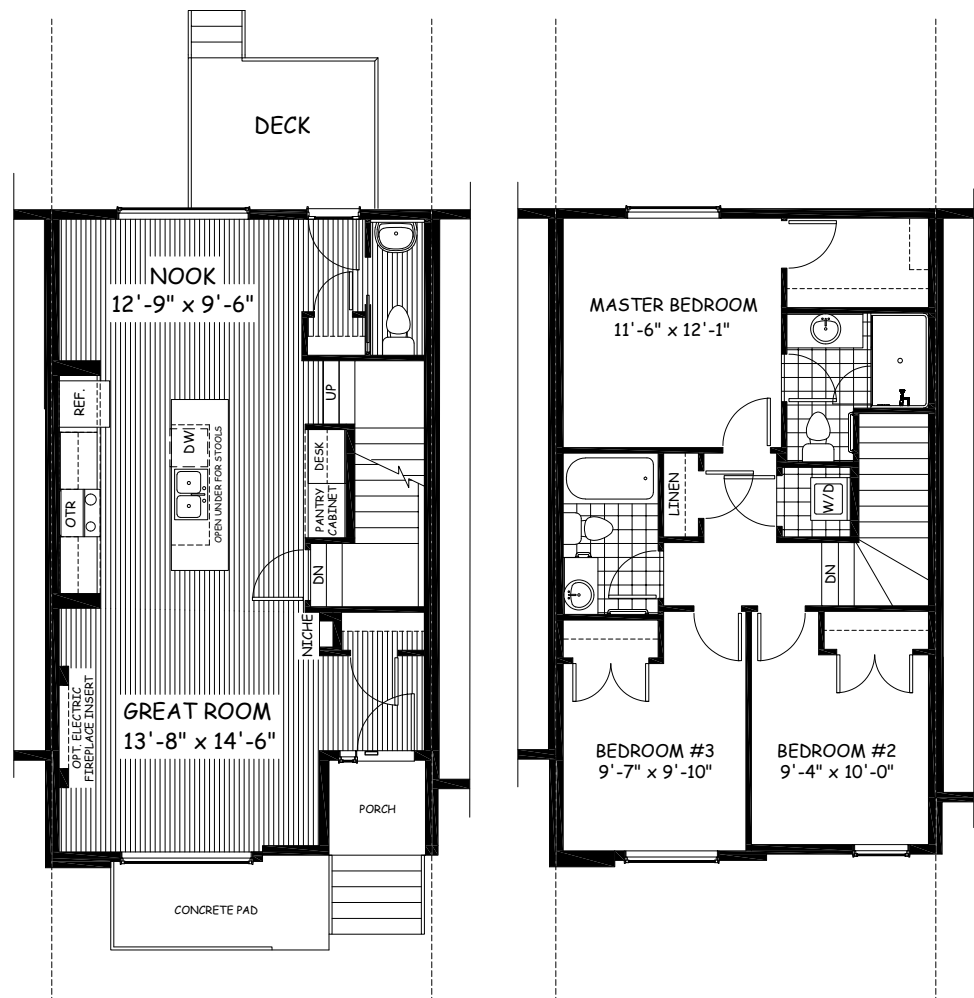 DECK
NOOK
12'-9" x 9'-6"
REF.
UP
DW
OPEN UNDER FOR STOOLS
DESK
PANTRY
CABINET
OTR
DN
NICHE
OPT. ELECTRIC
FIREPLACE INSERT
GREAT ROOM
13'-8" x 14'-6"
PORCH
CONCRETE PAD
MASTER BEDROOM
11'-6" x 12'-1"
LINEN
W/D
DN
BEDROOM #3
9'-7" x 9'-10"
BEDROOM #2
9'-4" x 10'-0"